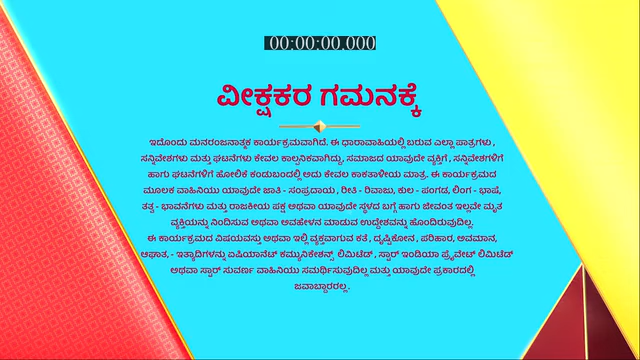 00:00:00.000
ವೀಕ್ಷಕರ ಗಮನಕ್ಕೆ
ಇದೊಂದು ಮನರಂಜನಾತ್ಮಕ ಕಾರ್ಯಕ್ರಮವಾಗಿದೆ. ಈ ಧಾರಾವಾಹಿಯಲ್ಲಿ ಬರುವ ಎಲ್ಲಾ ಪಾತ್ರಗಳು,
ಸನ್ನಿವೇಶಗಳು ಮತ್ತು ಘಟನೆಗಳು ಕೇವಲ ಕಾಲ್ಪನಿಕವಾಗಿದ್ದು, ಸಮಾಜದ ಯಾವುದೇ ವ್ಯಕ್ತಿಗೆ, ಸನ್ನಿವೇಶಗಳಿಗೆ
ಹಾಗು ಘಟನೆಗಳಿಗೆ ಹೋಲಿಕೆ ಕಂಡುಬಂದಲ್ಲಿ ಅದು ಕೇವಲ ಕಾಕತಾಳೀಯ ಮಾತ್ರ. ಈ ಕಾರ್ಯಕ್ರಮದ
ಮೂಲಕ ವಾಹಿನಿಯು ಯಾವುದೇ ಜಾತಿ - ಸಂಪ್ರದಾಯ, ರೀತಿ - ರಿವಾಜು, ಕುಲ - ಪಂಗಡ, ಲಿಂಗ - ಭಾಷೆ,
ತತ್ವ - ಭಾವನೆಗಳು ಮತ್ತು ರಾಜಕೀಯ ಪಕ್ಷ ಅಥವಾ ಯಾವುದೇ ಸ್ಥಳದ ಬಗ್ಗೆ ಹಾಗು ಜೀವಂತ ಇಲ್ಲವೇ ಮೃತ
ವ್ಯಕ್ತಿಯನ್ನು ನಿಂದಿಸುವ ಅಥವಾ ಅವಹೇಳನ ಮಾಡುವ ಉದ್ದೇಶವನ್ನು ಹೊಂದಿರುವುದಿಲ್ಲ.
ಈ ಕಾರ್ಯಕ್ರಮದ ವಿಷಯವಸ್ತು ಅಥವಾ ಇಲ್ಲಿ ವ್ಯಕ್ತವಾಗುವ ಕತೆ, ದೃಷ್ಟಿಕೋನ, ಪರಿಹಾರ, ಅವಮಾನ,
ಆಘಾತ, - ಇತ್ಯಾದಿಗಳನ್ನು ಏಷಿಯಾನೆಟ್ ಕಮ್ಯುನಿಕೇಶನ್ಸ್ ಲಿಮಿಟೆಡ್, ಸ್ಟಾರ್ ಇಂಡಿಯಾ ಪ್ರೈವೇಟ್ ಲಿಮಿಟೆಡ್
ಅಥವಾ ಸ್ಟಾರ್ ಸುವರ್ಣ ವಾಹಿನಿಯು ಸಮರ್ಥಿಸುವುದಿಲ್ಲ ಮತ್ತು ಯಾವುದೇ ಪ್ರಕಾರದಲ್ಲಿ
ಜವಾಬ್ದಾರರಲ್ಲ.